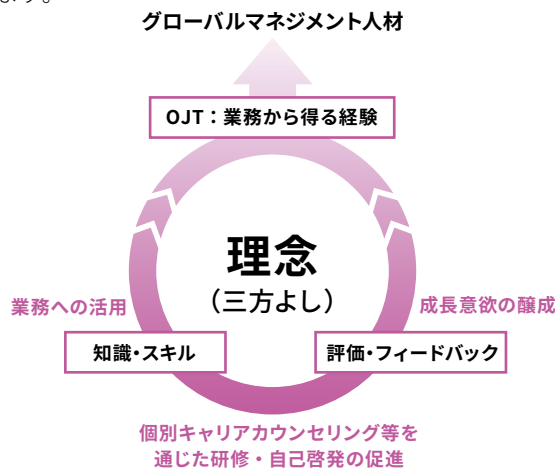 ます。
グローバルマネジメント人材
OJT：業務から得る経験
理念
（三方よし）
業務への活用
成長意欲の醸成
知識・スキル
評価・フィードバック
個別キャリアカウンセリング等を
通じた研修・自己啓発の促進